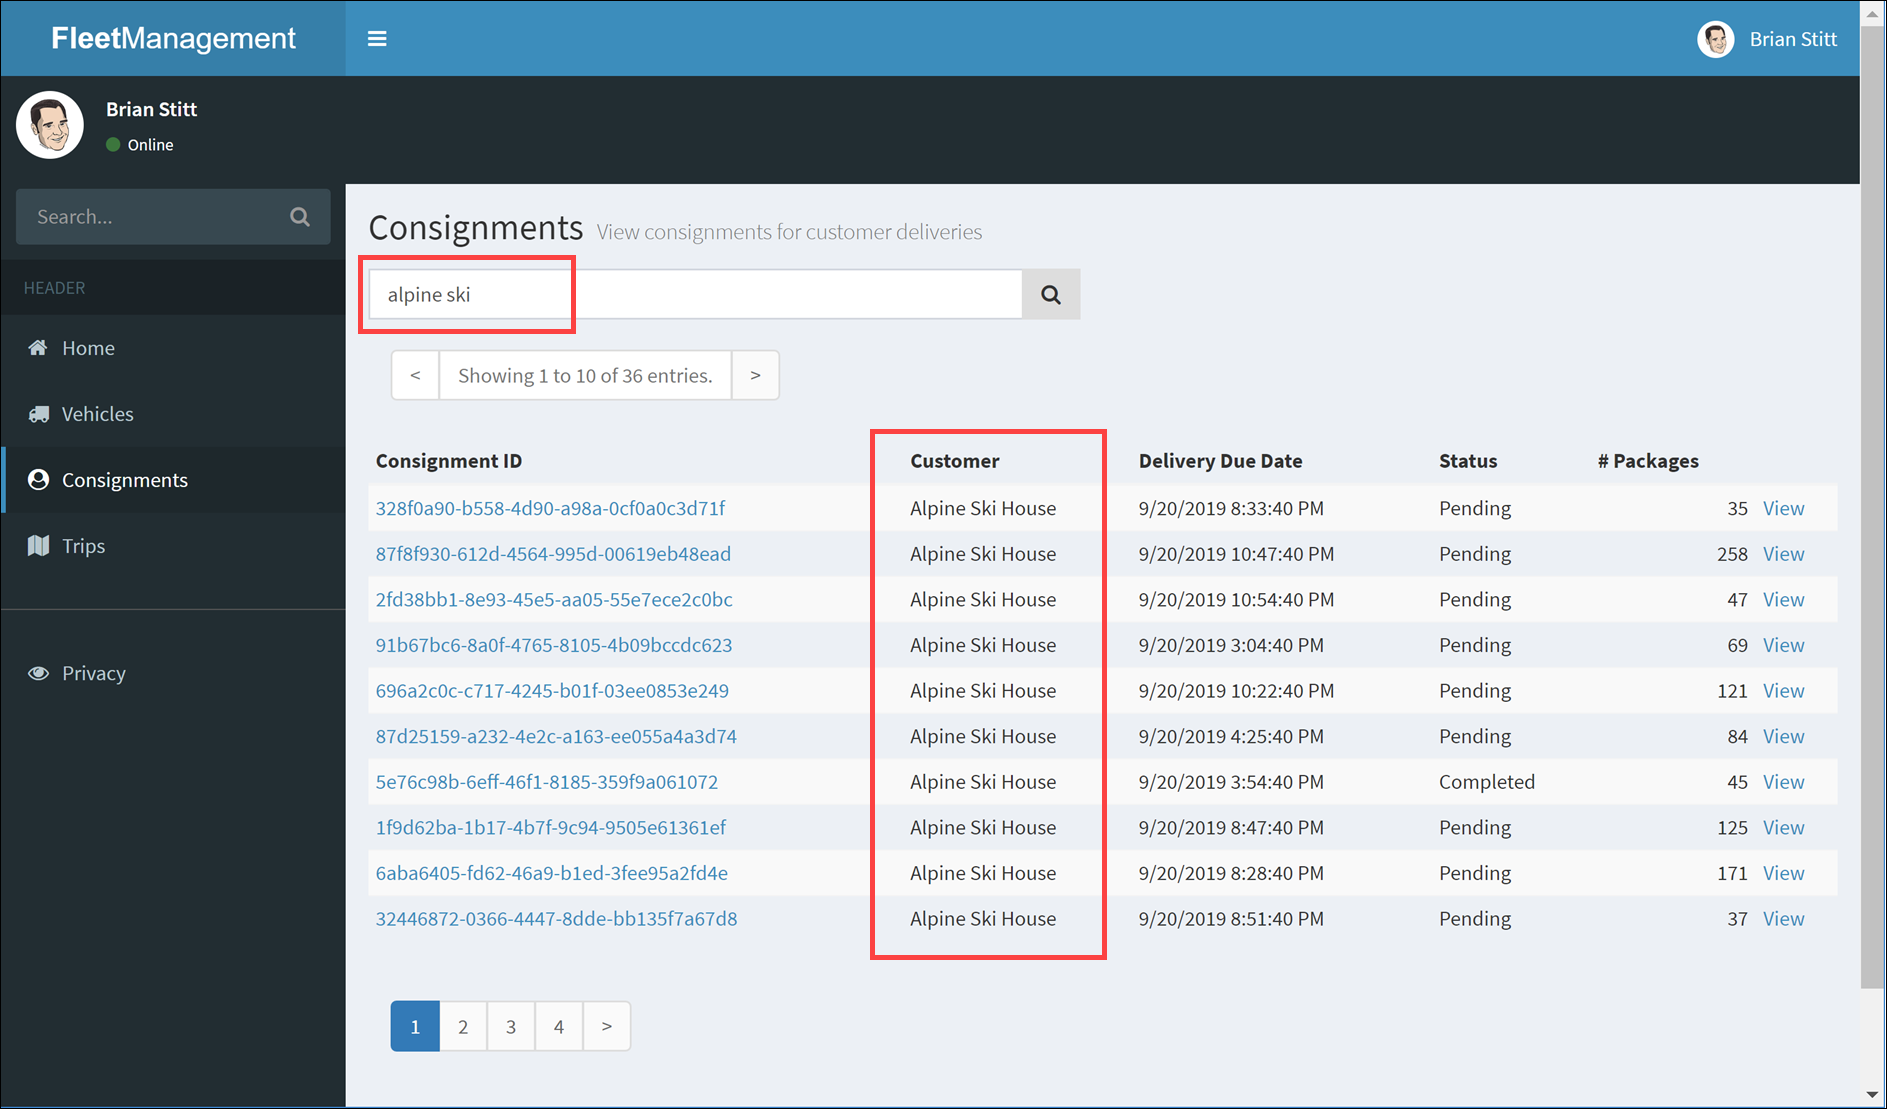 FleetManagement
Brian Stitt
Brian Stitt
Online
Search...
HEADER
Home
Vehicles
Consignments
Trips
Privacy
Consignments View consignments for customer deliveries
alpine ski
< Showing 1 to 10 of 36 entries. >
Consignment ID Customer Delivery Due Date Status # Packages
328f0a90-b558-4d90-a98a-0cf0a0c3d71f Alpine Ski House 9/20/2019 8:33:40 PM Pending 35 View
87f8f930-612d-4564-995d-00619eb48ead Alpine Ski House 9/20/2019 10:47:40 PM Pending 258 View
2fd38bb1-8e93-45e5-aa05-55e7ece2c0bc Alpine Ski House 9/20/2019 10:54:40 PM Pending 47 View
91b67bc6-8a0f-4765-8105-4b09bccdc623 Alpine Ski House 9/20/2019 3:04:40 PM Pending 69 View
696a2c0c-c717-4245-b01f-03ee0853e249 Alpine Ski House 9/20/2019 10:22:40 PM Pending 121 View
87d25159-a232-4e2c-a163-ee055a4a3d74 Alpine Ski House 9/20/2019 4:25:40 PM Pending 84 View
5e76c98b-6eff-46f1-8185-359f9a061072 Alpine Ski House 9/20/2019 3:54:40 PM Completed 45 View
1f9d62ba-1b17-4b7f-9c94-9505e61361ef Alpine Ski House 9/20/2019 8:47:40 PM Pending 125 View
6aba6405-fd62-46a9-b1ed-3fee95a2fd4e Alpine Ski House 9/20/2019 8:28:40 PM Pending 171 View
32446872-0366-4447-8dde-bb135f7a67d8 Alpine Ski House 9/20/2019 8:51:40 PM Pending 37 View
1 2 3 4 >